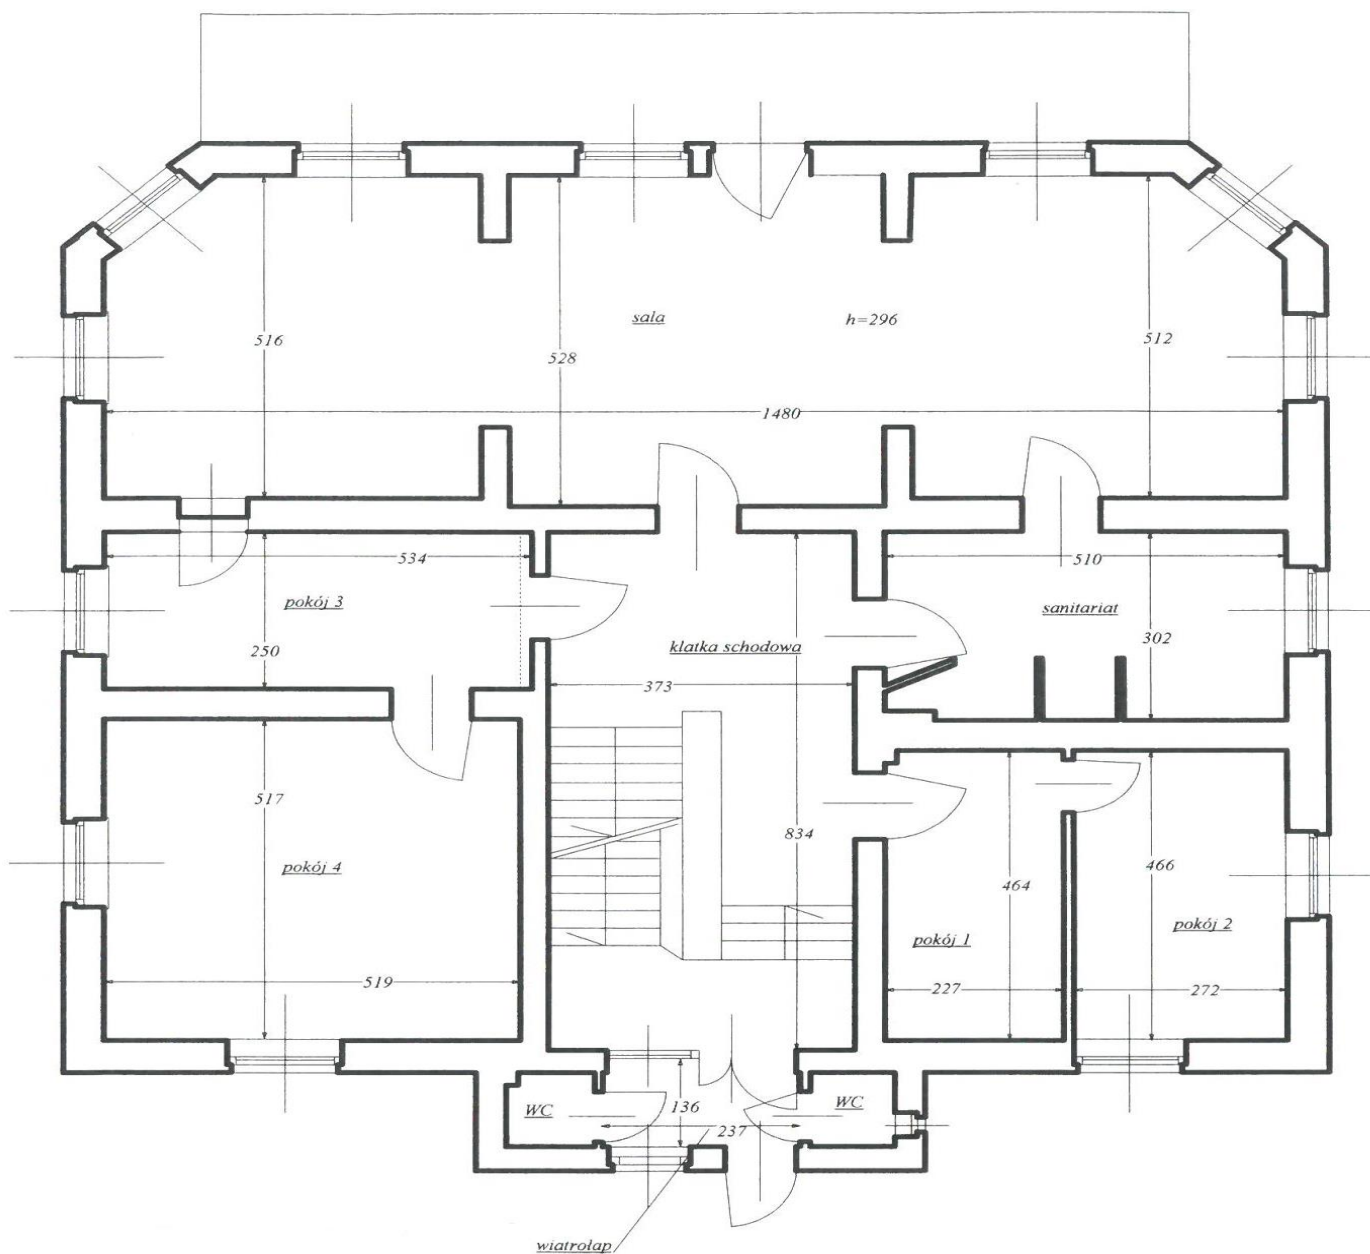 sala
h=296
516
528
512
1480
534
510
pokój 3
sanitariat
250
klatka schodowa
302
373
517
834
pokój 4
464
466
pokój 1
pokój 2
519
227
272
WC
136
WC
237
wiatrołap